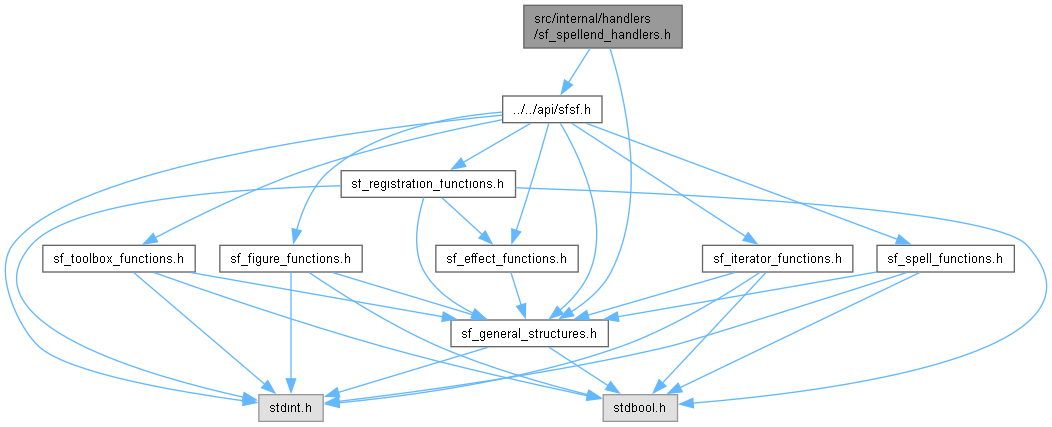 src/internal/handlers
/sf_spellend_handlers.h
../../api/sfsf.h
sf_registration_functions.h
sf_toolbox_functions.h
sf_figure_functions.h
sf_effect_functions.h
sf_iterator_functions.h
sf_spell_functions.h
sf_general_structures.h
stdint.h
stdbool.h